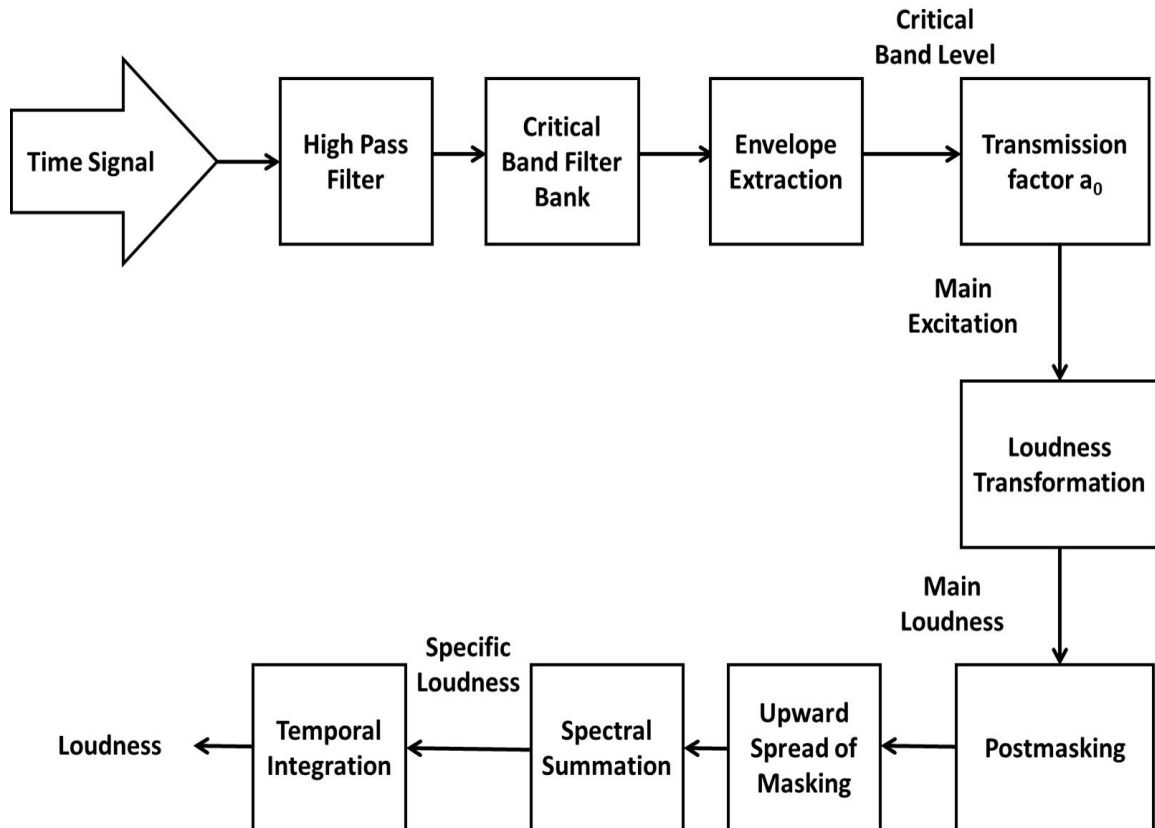 Time Signal
High Pass
Filter
Critical
Band Filter
Bank
Envelope
Extraction
Critical
Band Level
Transmission
factor a₀
Main
Excitation
Loudness
Transformation
Main
Loudness
Postmasking
Upward
Spread of
Masking
Spectral
Summation
Specific
Loudness
Temporal
Integration
Loudness